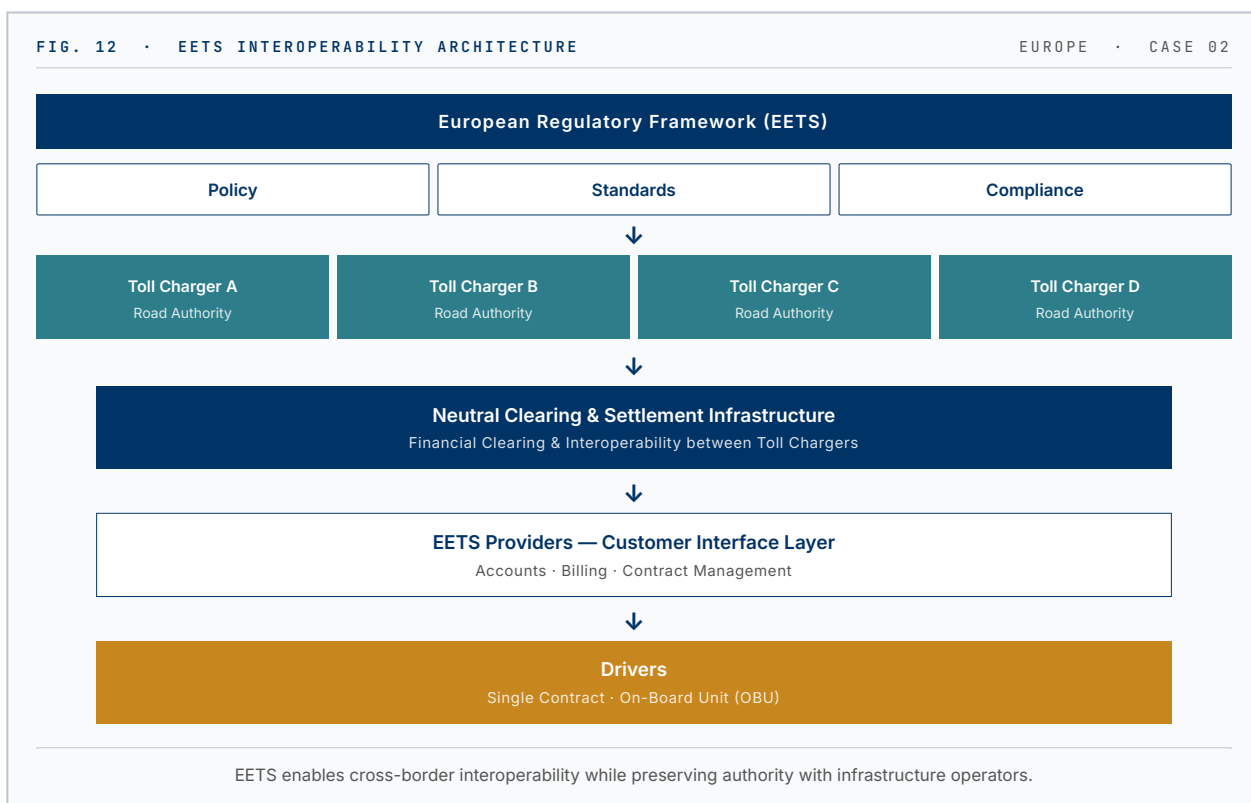 FIG. 12 · EETS INTEROPERABILITY ARCHITECTURE
EUROPE · CASE 02
European Regulatory Framework (EETS)
Policy
Standards
Compliance
Toll Charger A
Road Authority
Toll Charger B
Road Authority
Toll Charger C
Road Authority
Toll Charger D
Road Authority
Neutral Clearing & Settlement Infrastructure
Financial Clearing & Interoperability between Toll Chargers
EETS Providers — Customer Interface Layer
Accounts · Billing · Contract Management
Drivers
Single Contract · On-Board Unit (OBU)
EETS enables cross-border interoperability while preserving authority with infrastructure operators.